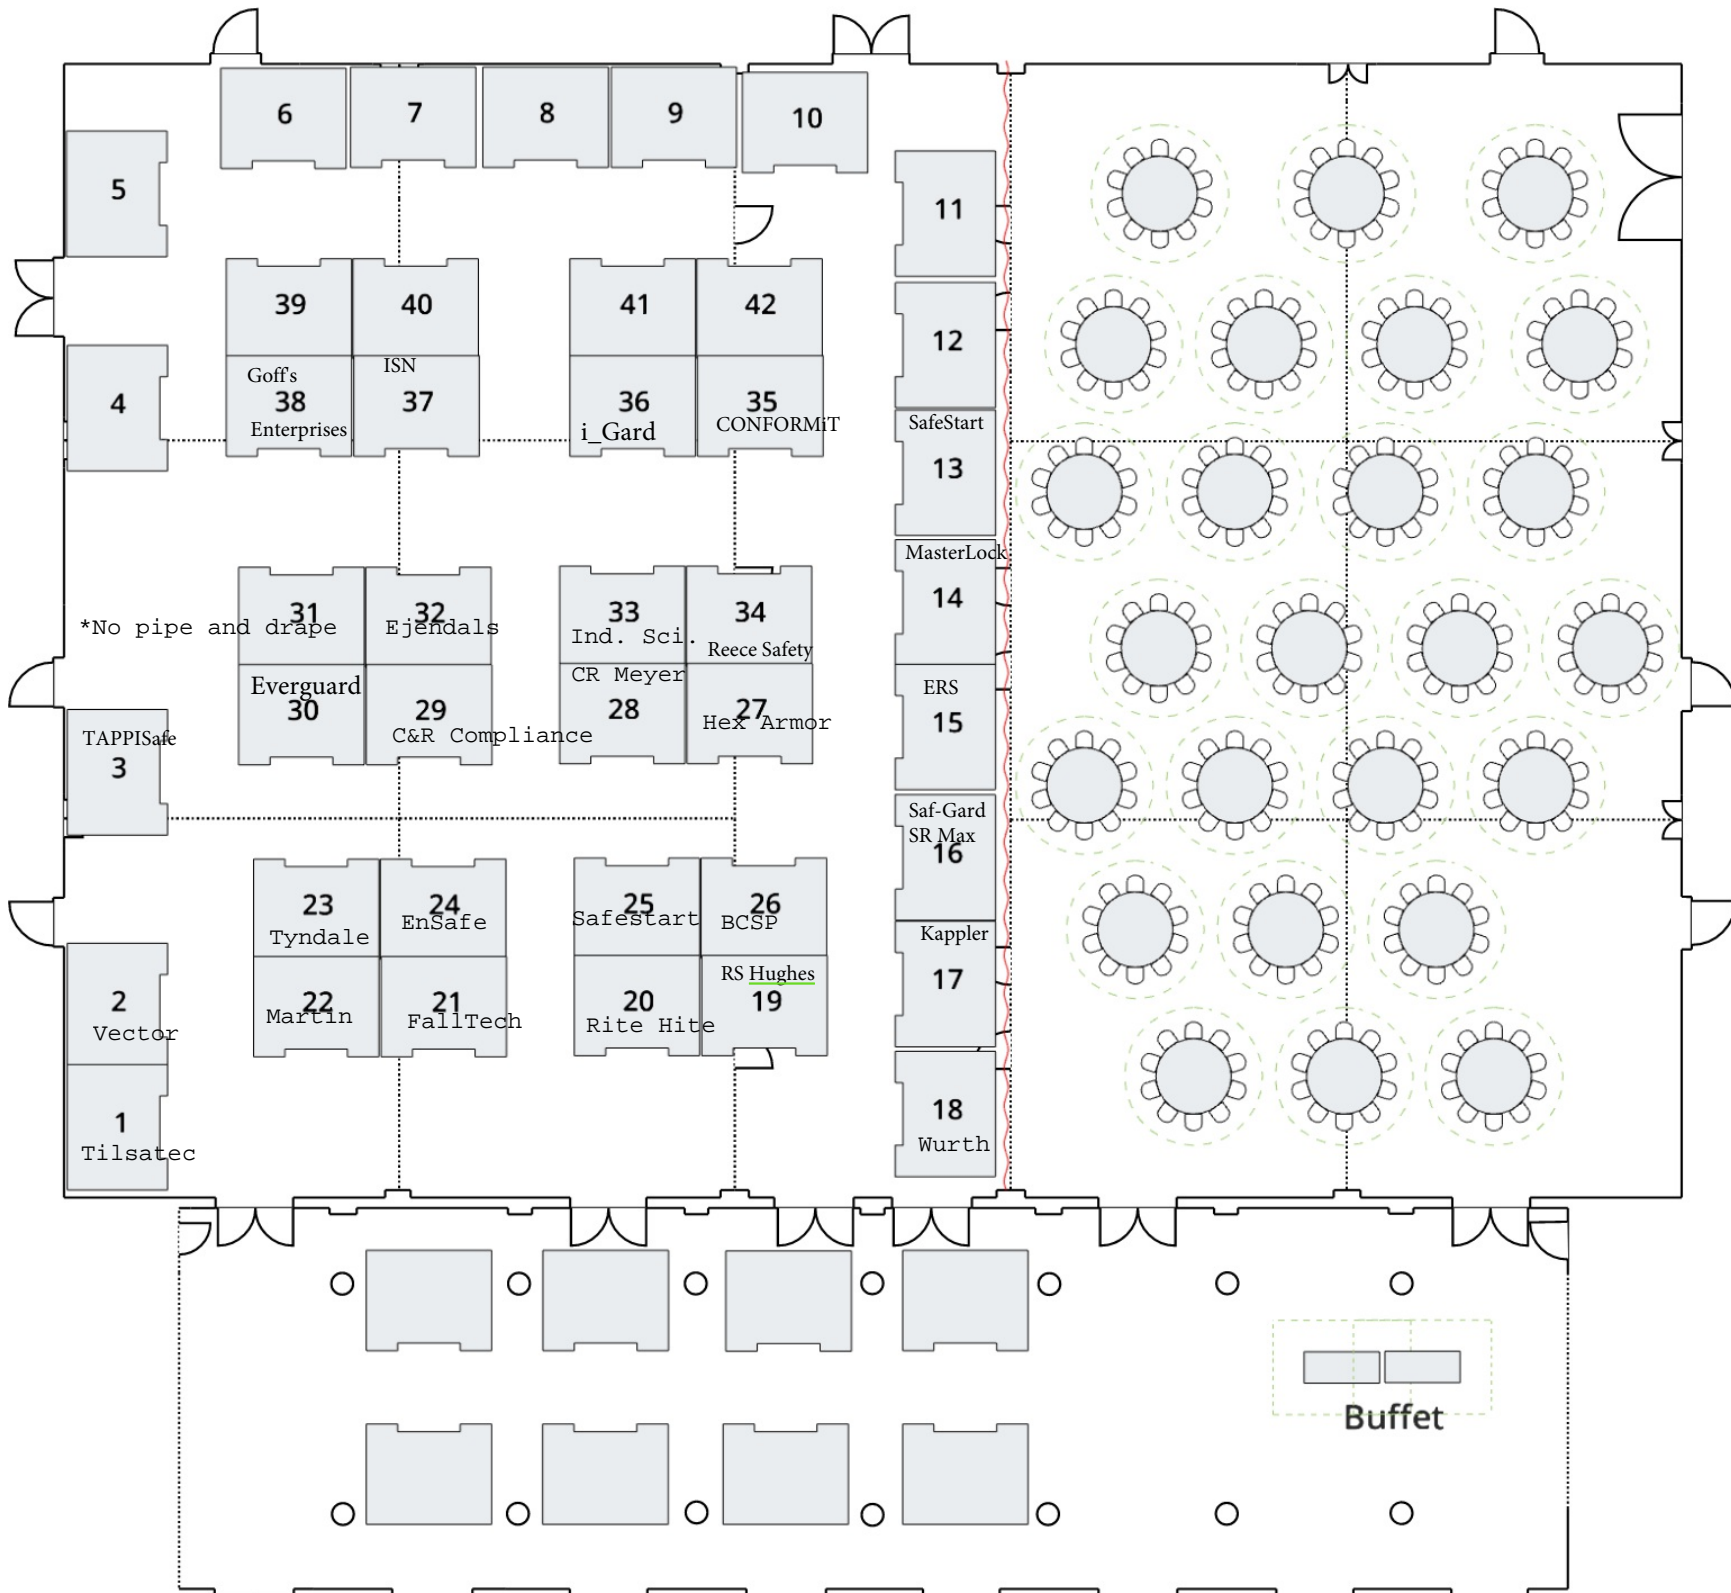 6
7
8
9
10
5
11
39
40
41
42
12
4
Goff's
38
Enterprises
ISN
37
36
i_Gard
35
CONFORMiT
SafeStart
13
MasterLock
14
31
*No pipe and drape
32
Ejendals
33
Ind. Sci.
34
Reece Safety
Everguard
30
29
C&R Compliance
CR Meyer
28
27
Hex Armor
ERS
15
TAPPISafe
3
Saf-Gard
SR Max
16
23
Tyndale
24
EnSafe
25
Safestart
26
BCSP
Kappler
17
2
Vector
22
Martin
21
FallTech
20
Rite Hite
RS Hughes
19
1
Tilsatec
18
Wurth
Buffet